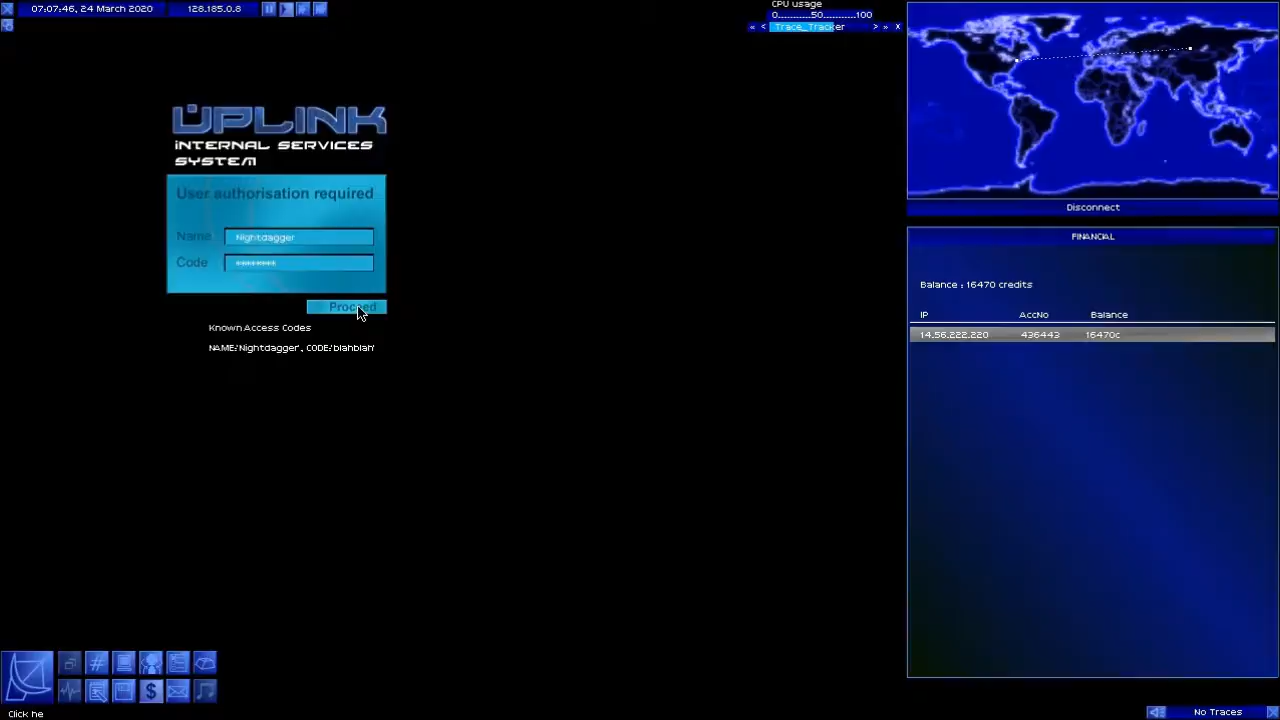 07:07:46, 24 March 2020
128.185.0.8
CPU usage
0.........50..........100
« < Trace_Tracker > » x
UPLINK
INTERNAL SERVICES
SYSTEM
User authorisation required
Name Nightdagger
Code ********
Proceed
Known Access Codes
NAME:'Nightdagger', CODE:'blahblah'
Disconnect
FINANCIAL
Balance : 16470 credits
IP AccNo Balance
14.56.222.220 436443 16470c
Click he
No Traces